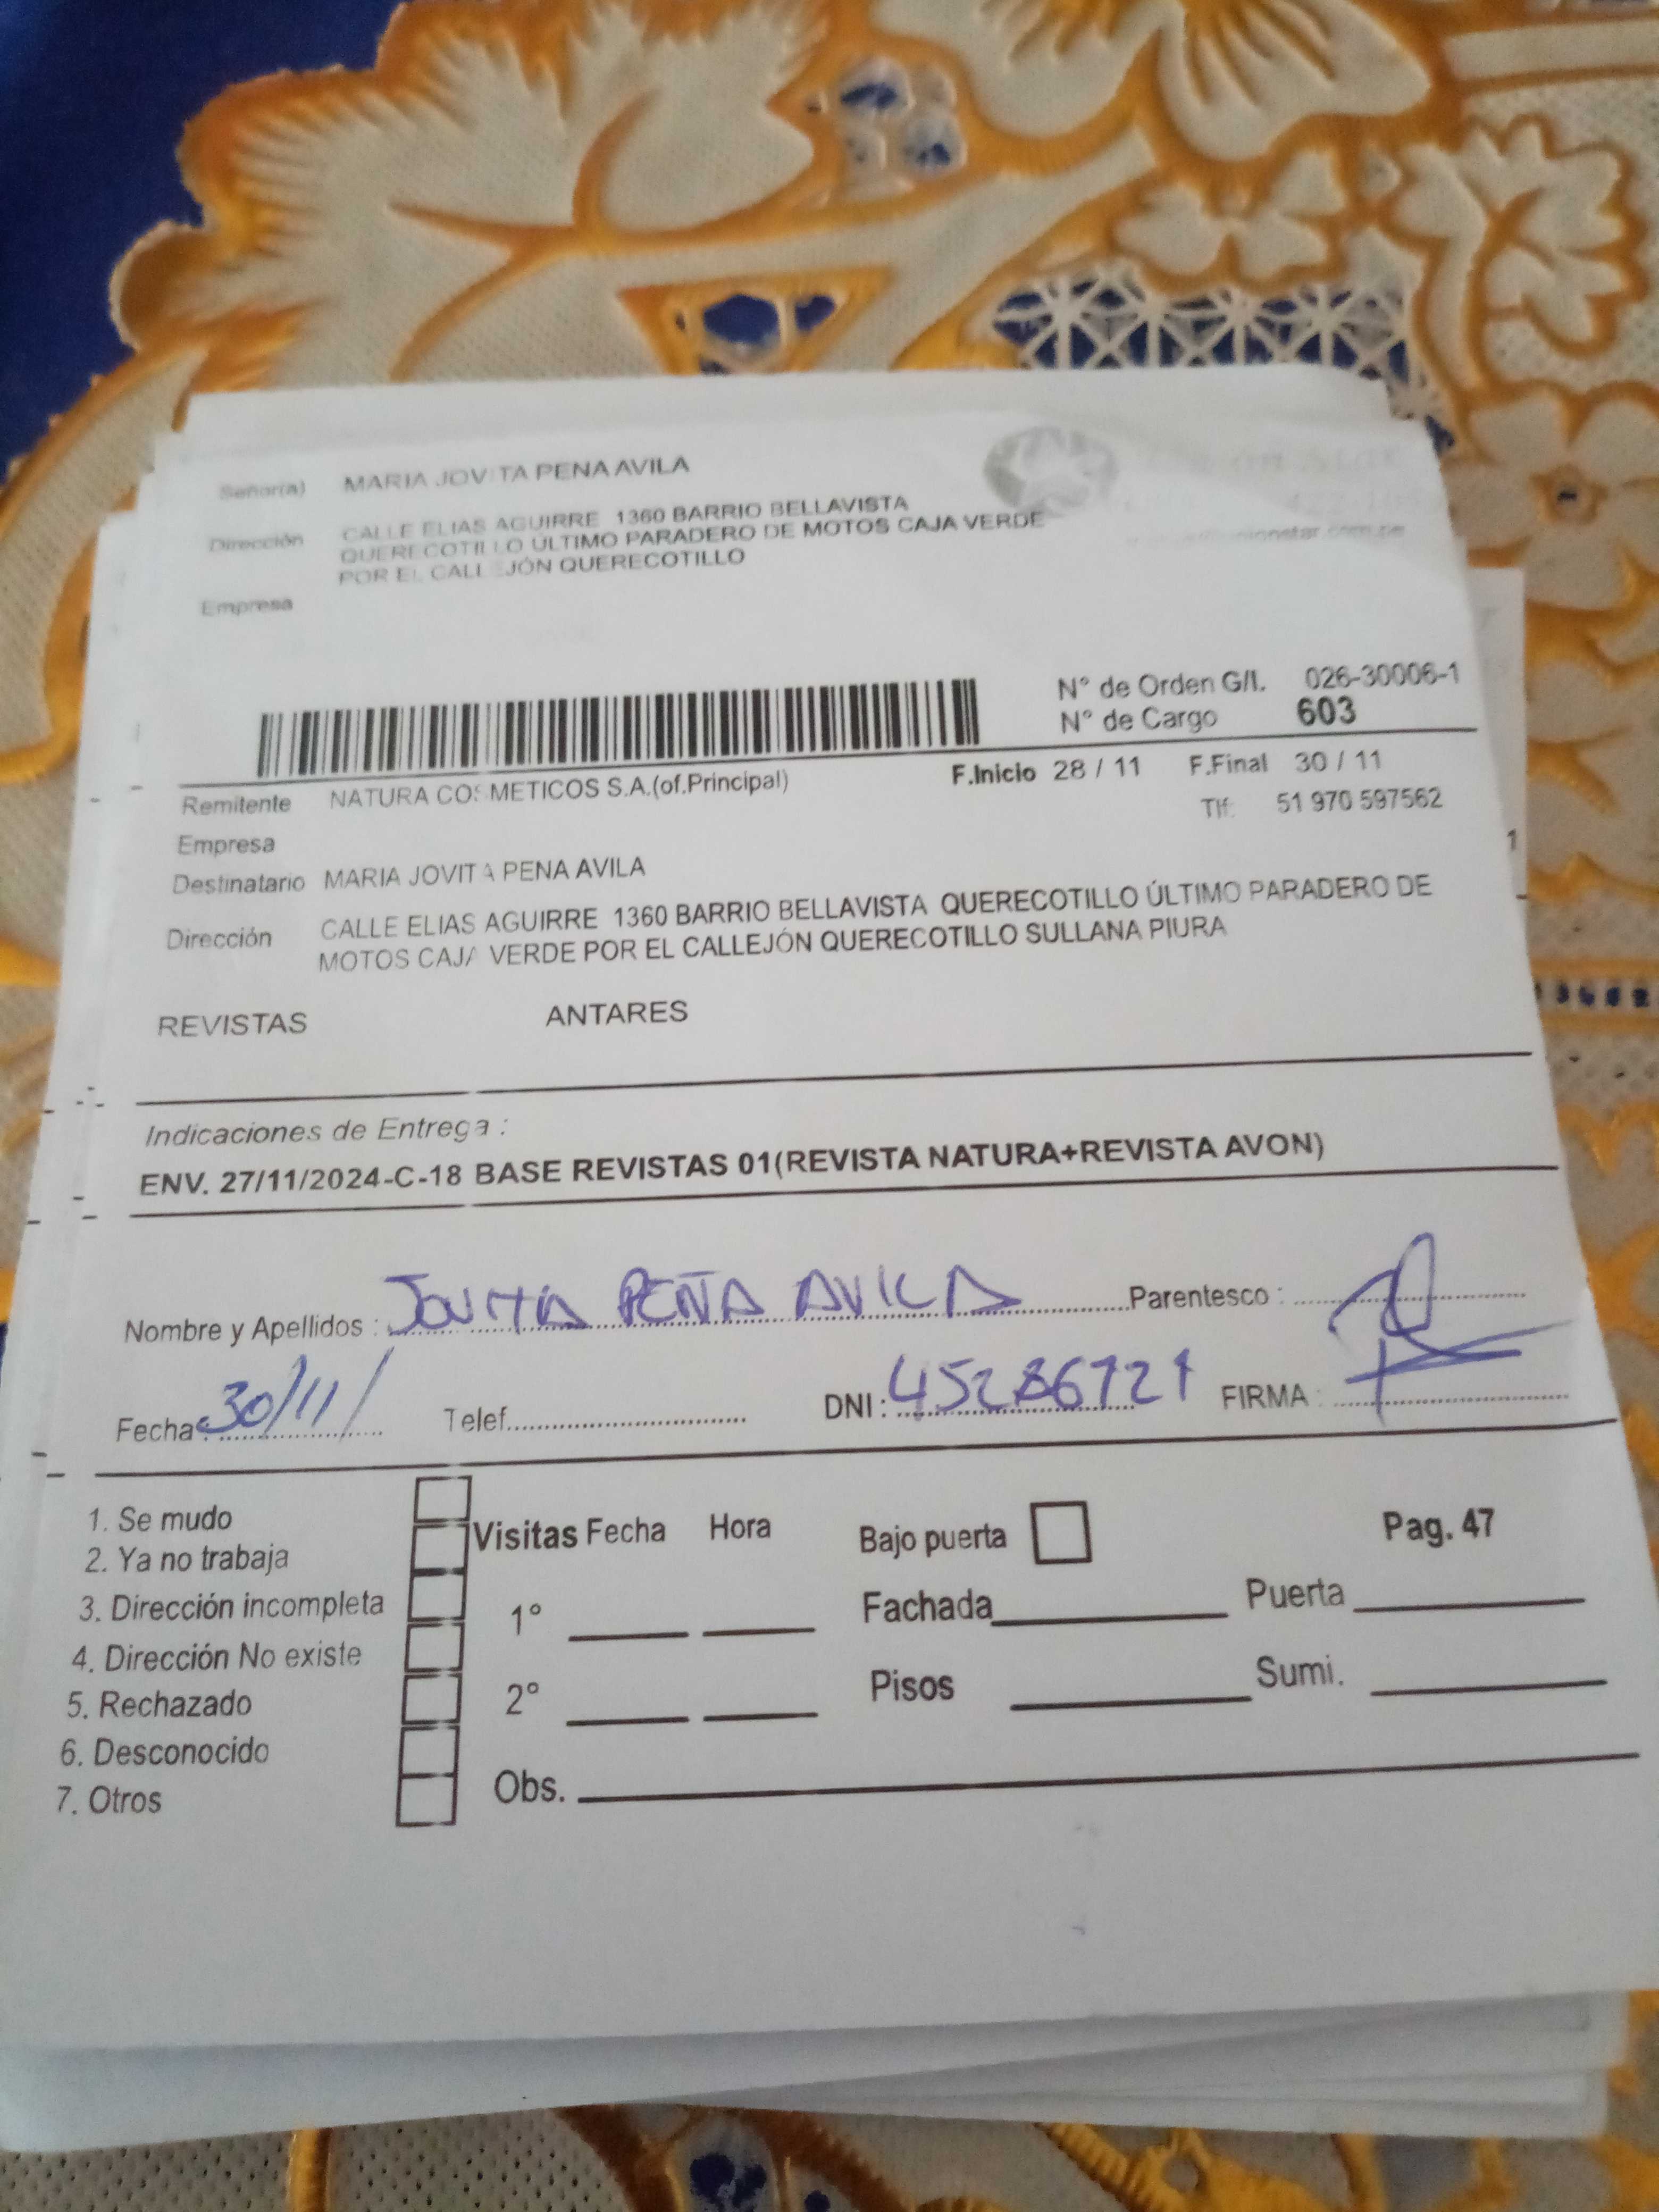 Señor(a) MARIA JOVITA PENA AVILA
Dirección CALLE ELIAS AGUIRRE 1360 BARRIO BELLAVISTA
QUERECOTILLO ÚLTIMO PARADERO DE MOTOS CAJA VERDE
POR EL CALLEJÓN QUERECOTILLO
Empresa
N° de Orden G/I. 026-30006-1
N° de Cargo 603
Remitente NATURA COSMETICOS S.A.(of.Principal) F.Inicio 28 / 11 F.Final 30 / 11
Empresa Tlf: 51 970 597562
Destinatario MARIA JOVITA PENA AVILA
Dirección CALLE ELIAS AGUIRRE 1360 BARRIO BELLAVISTA QUERECOTILLO ÚLTIMO PARADERO DE
MOTOS CAJA VERDE POR EL CALLEJÓN QUERECOTILLO SULLANA PIURA
REVISTAS ANTARES
Indicaciones de Entrega :
ENV. 27/11/2024-C-18 BASE REVISTAS 01(REVISTA NATURA+REVISTA AVON)
Nombre y Apellidos : JOVITA PEÑA AVILA Parentesco :
Fecha : 30/11/ Telef. DNI : 45286721 FIRMA :
1. Se mudo
2. Ya no trabaja
3. Dirección incompleta
4. Dirección No existe
5. Rechazado
6. Desconocido
7. Otros
Visitas Fecha Hora Bajo puerta Pag. 47
1° Fachada Puerta
2° Pisos Sumi.
Obs.